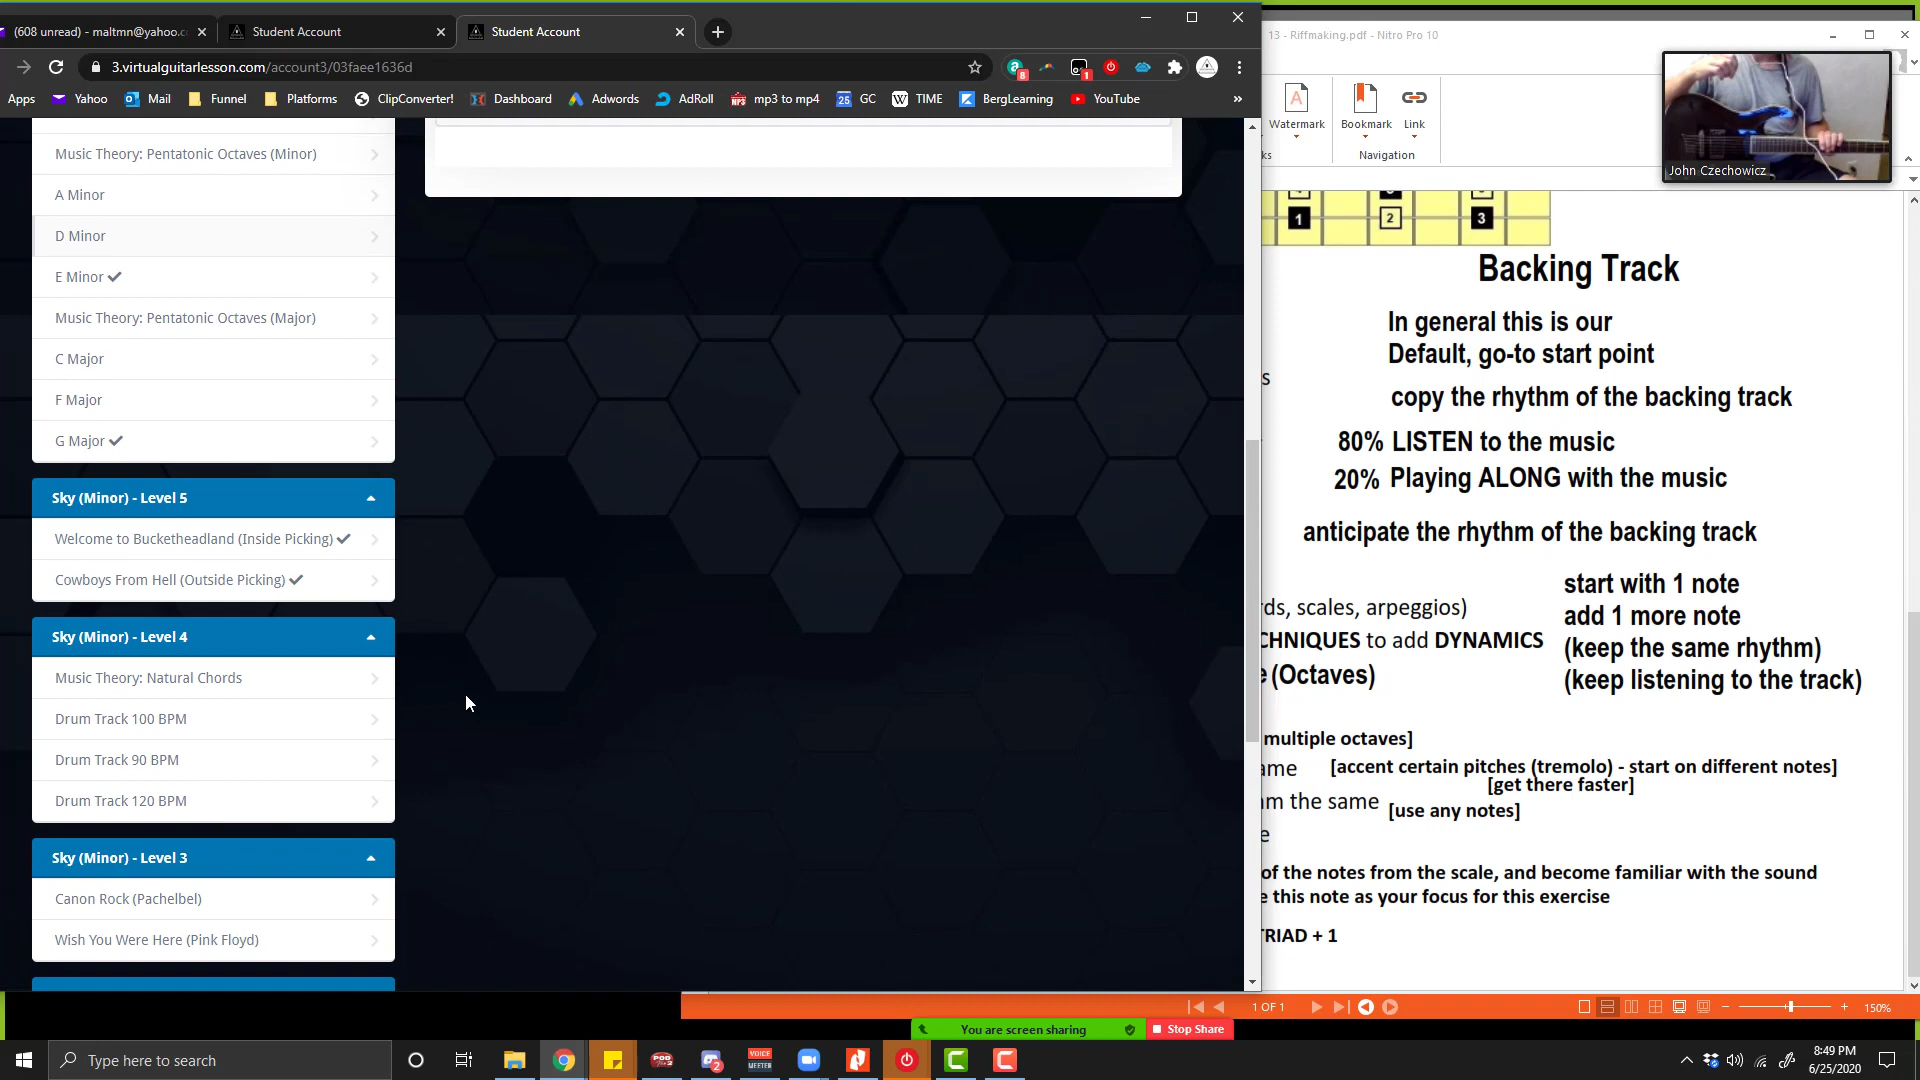 (608 unread) - maltmn@yahoo.c
Student Account
Student Account
13 - Riffmaking.pdf - Nitro Pro 10
3.virtualguitarlesson.com/account3/03faee1636d
8
1
Apps
Yahoo
Mail
Funnel
Platforms
ClipConverter!
Dashboard
Adwords
AdRoll
mp3 to mp4
25 GC
W TIME
BergLearning
YouTube
»
Watermark
Bookmark
Link
ks
Navigation
John Czechowicz
Music Theory: Pentatonic Octaves (Minor)
A Minor
D Minor
E Minor
Music Theory: Pentatonic Octaves (Major)
C Major
F Major
G Major
Sky (Minor) - Level 5
Welcome to Bucketheadland (Inside Picking)
Cowboys From Hell (Outside Picking)
Sky (Minor) - Level 4
Music Theory: Natural Chords
Drum Track 100 BPM
Drum Track 90 BPM
Drum Track 120 BPM
Sky (Minor) - Level 3
Canon Rock (Pachelbel)
Wish You Were Here (Pink Floyd)
1 2 3
Backing Track
In general this is our
Default, go-to start point
s
copy the rhythm of the backing track
80% LISTEN to the music
20% Playing ALONG with the music
anticipate the rhythm of the backing track
start with 1 note
rds, scales, arpeggios)
add 1 more note
CHNIQUES to add DYNAMICS
(keep the same rhythm)
e (Octaves)
(keep listening to the track)
multiple octaves]
ame [accent certain pitches (tremolo) - start on different notes]
[get there faster]
hm the same [use any notes]
e
of the notes from the scale, and become familiar with the sound
e this note as your focus for this exercise
TRIAD + 1
1 OF 1
150%
You are screen sharing
Stop Share
Type here to search
POD
2
VOICE
MEETER
8:49 PM
6/25/2020